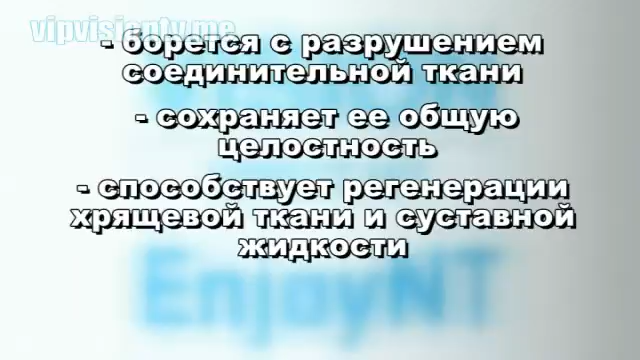 vipvisiontv.me
- борется с разрушением
соединительной ткани
- сохраняет ее общую
целостность
- способствует регенерации
хрящевой ткани и суставной
жидкости
EnjoyNT